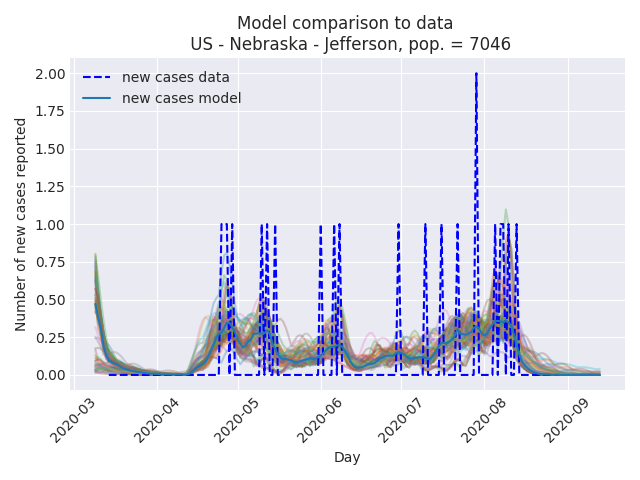 Model comparison to data
US - Nebraska - Jefferson, pop. = 7046
new cases data
new cases model
Number of new cases reported
2.00
1.75
1.50
1.25
1.00
0.75
0.50
0.25
0.00
2020-03
2020-04
2020-05
2020-06
2020-07
2020-08
2020-09
Day